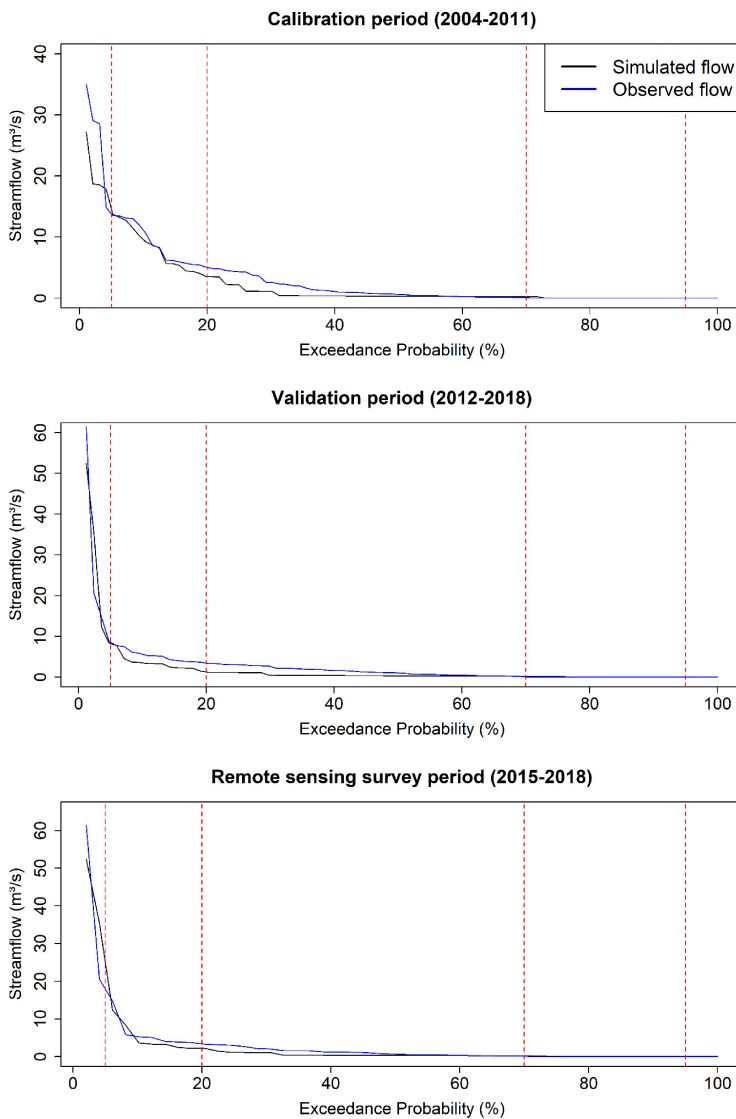 Calibration period (2004-2011)
Simulated flow
Observed flow
Streamflow (m³/s)
40
30
20
10
0
0 20 40 60 80 100
Exceedance Probability (%)
Validation period (2012-2018)
Streamflow (m³/s)
60
50
40
30
20
10
0
0 20 40 60 80 100
Exceedance Probability (%)
Remote sensing survey period (2015-2018)
Streamflow (m³/s)
60
50
40
30
20
10
0
0 20 40 60 80 100
Exceedance Probability (%)